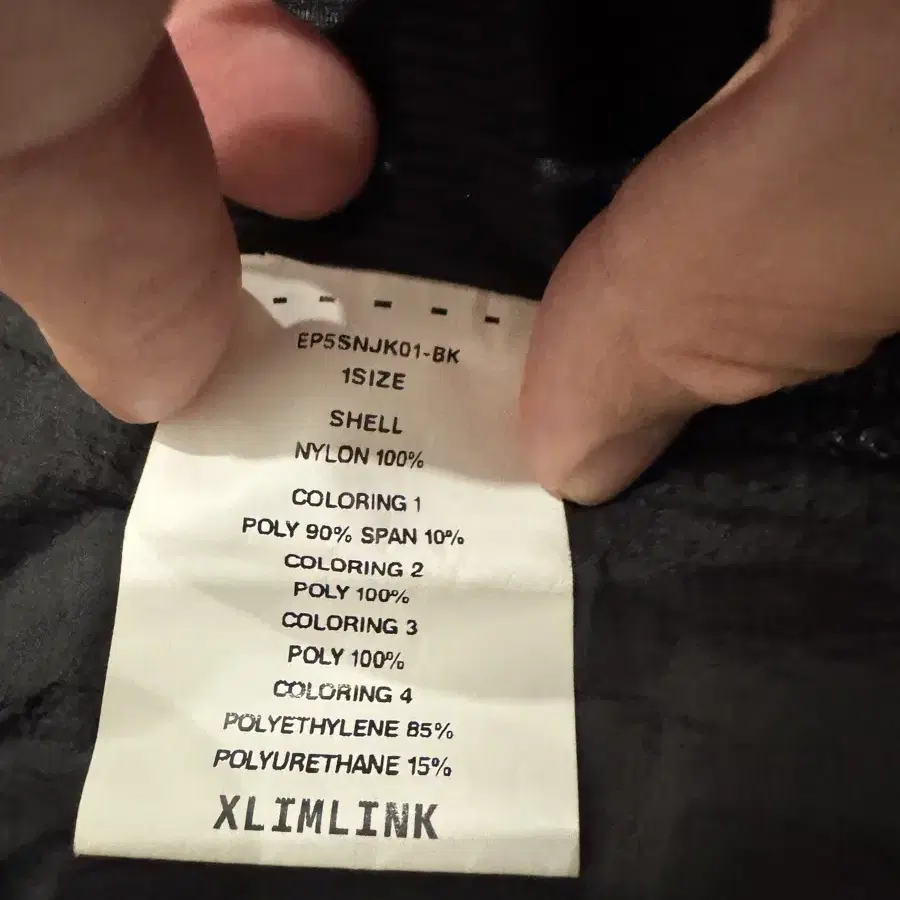 - - - - -
EP5SNJK01-BK
1SIZE
SHELL
NYLON 100%
COLORING 1
POLY 90% SPAN 10%
COLORING 2
POLY 100%
COLORING 3
POLY 100%
COLORING 4
POLYETHYLENE 85%
POLYURETHANE 15%
XLIMLINK